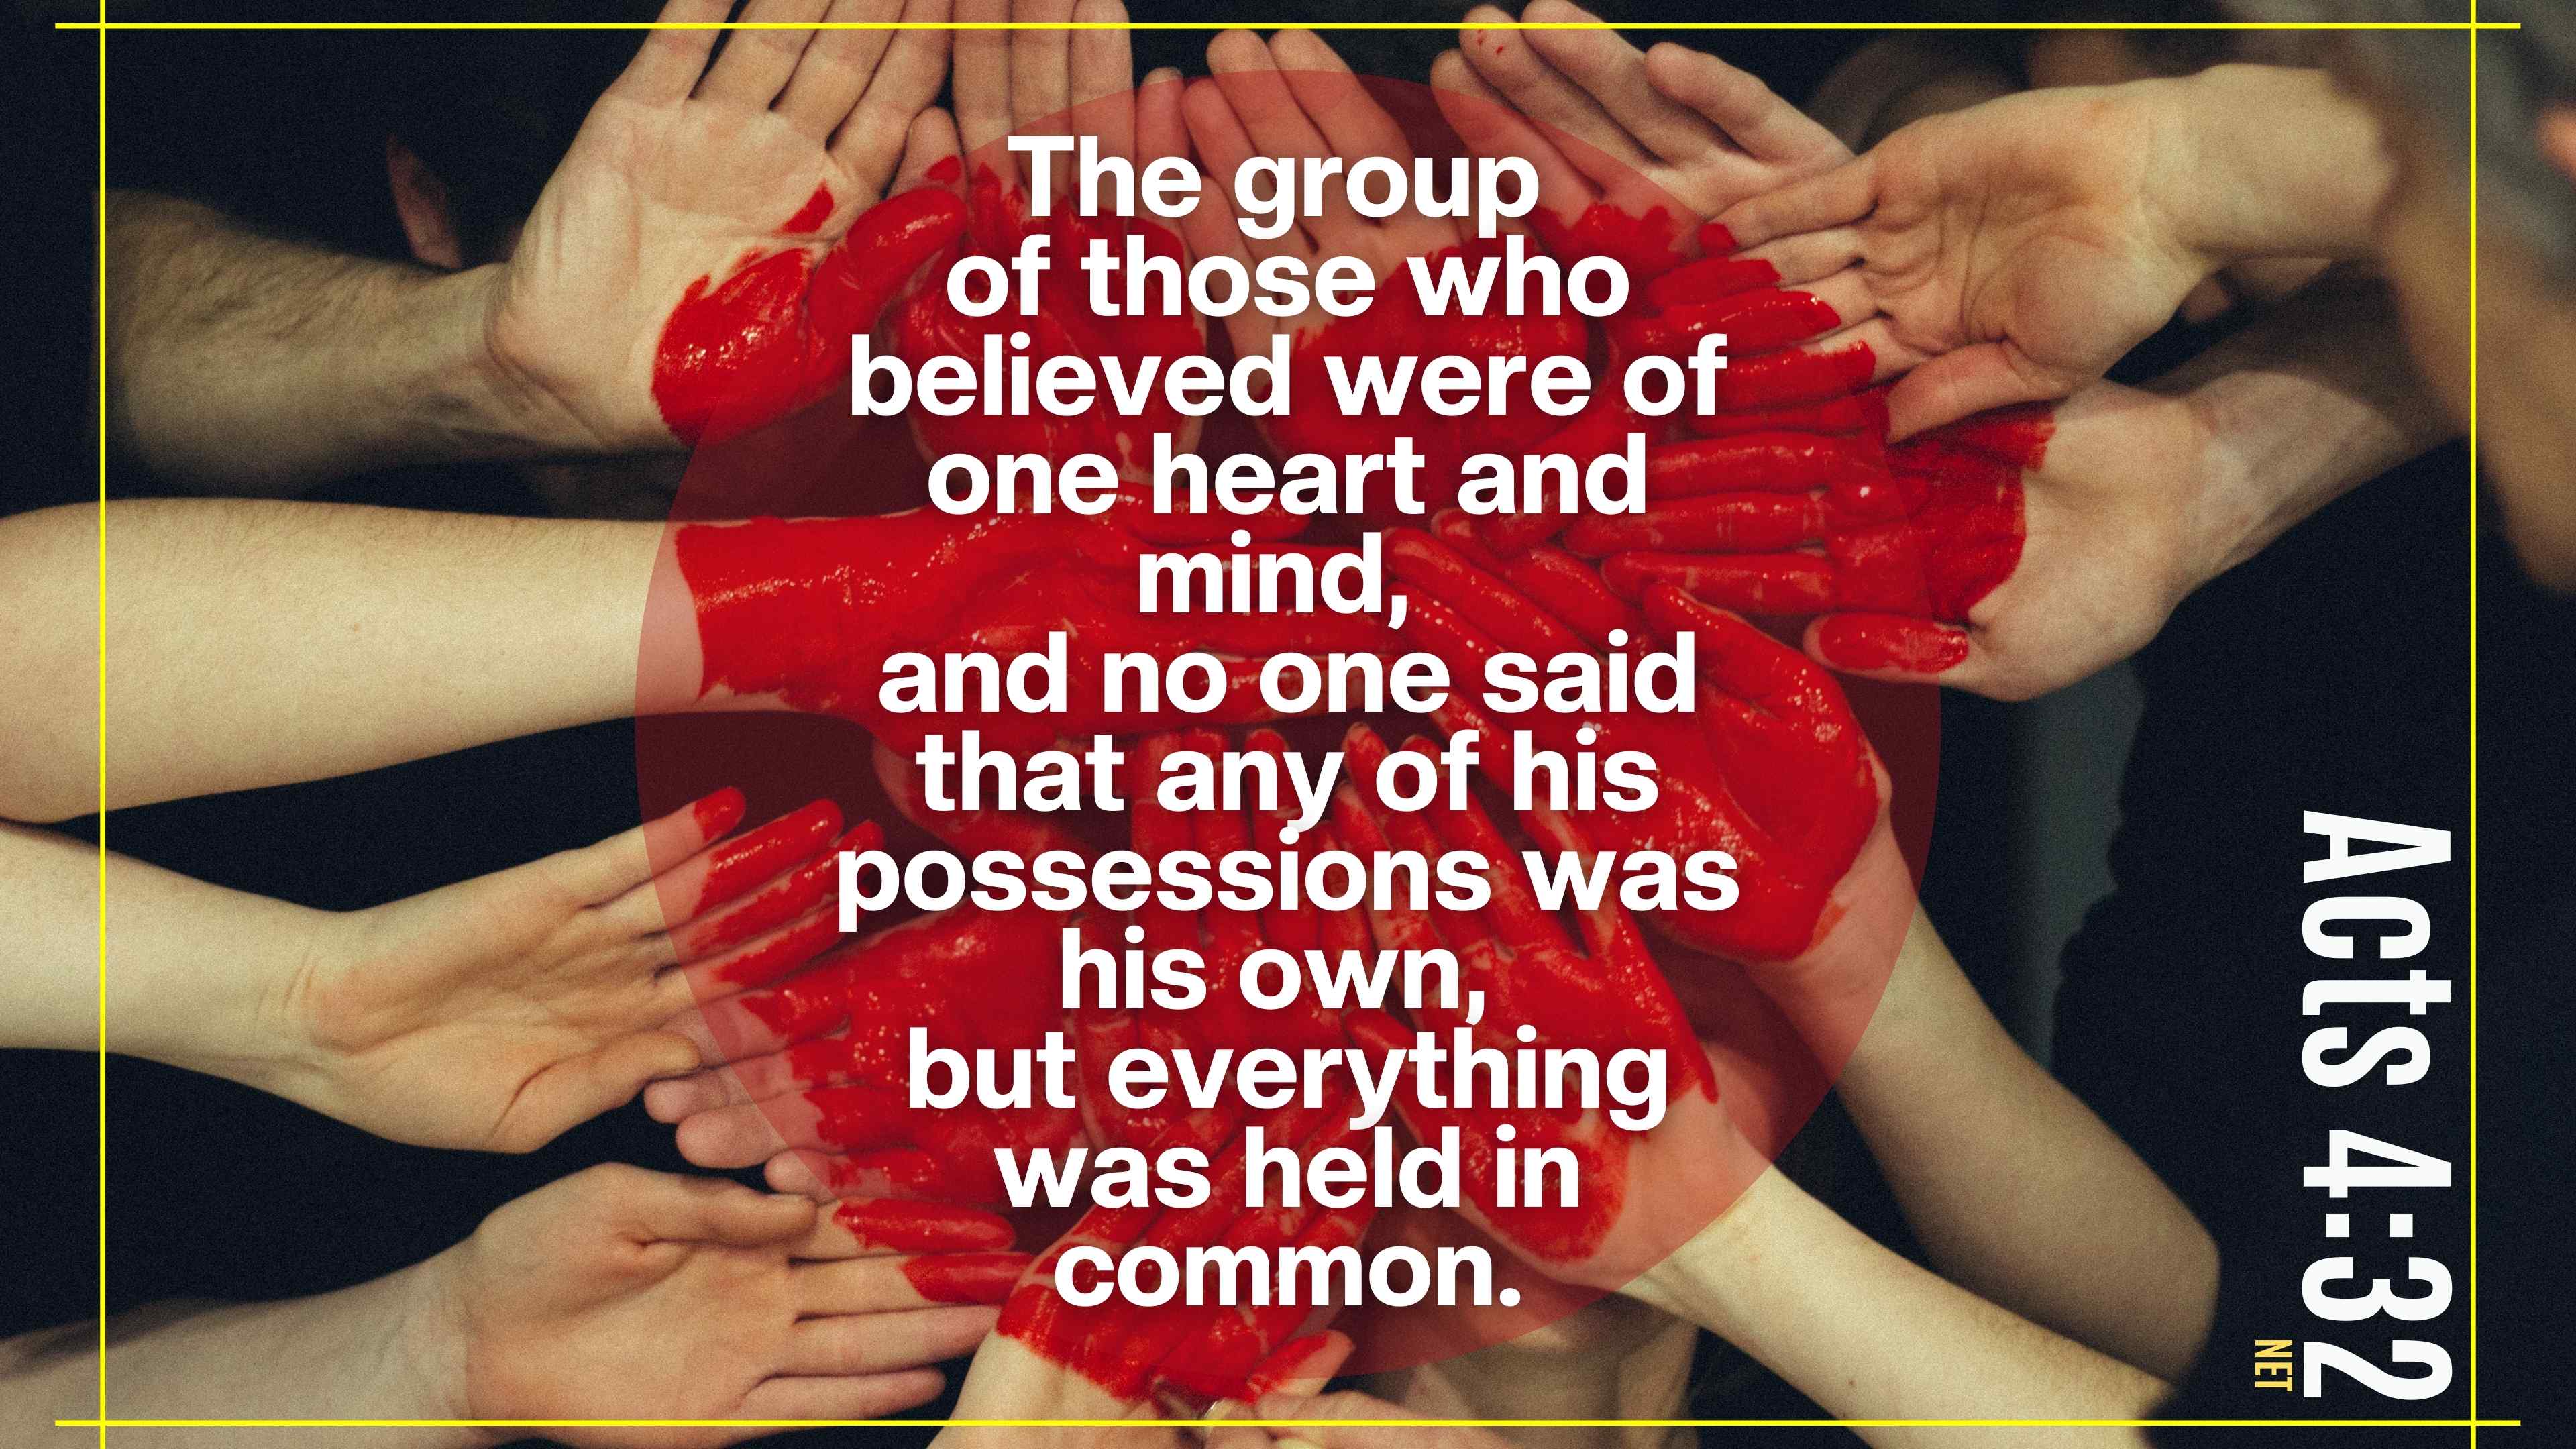 The group
of those who
believed were of
one heart and
mind,
and no one said
that any of his
possessions was
his own,
but everything
was held in
common.
Acts 4:32
NET